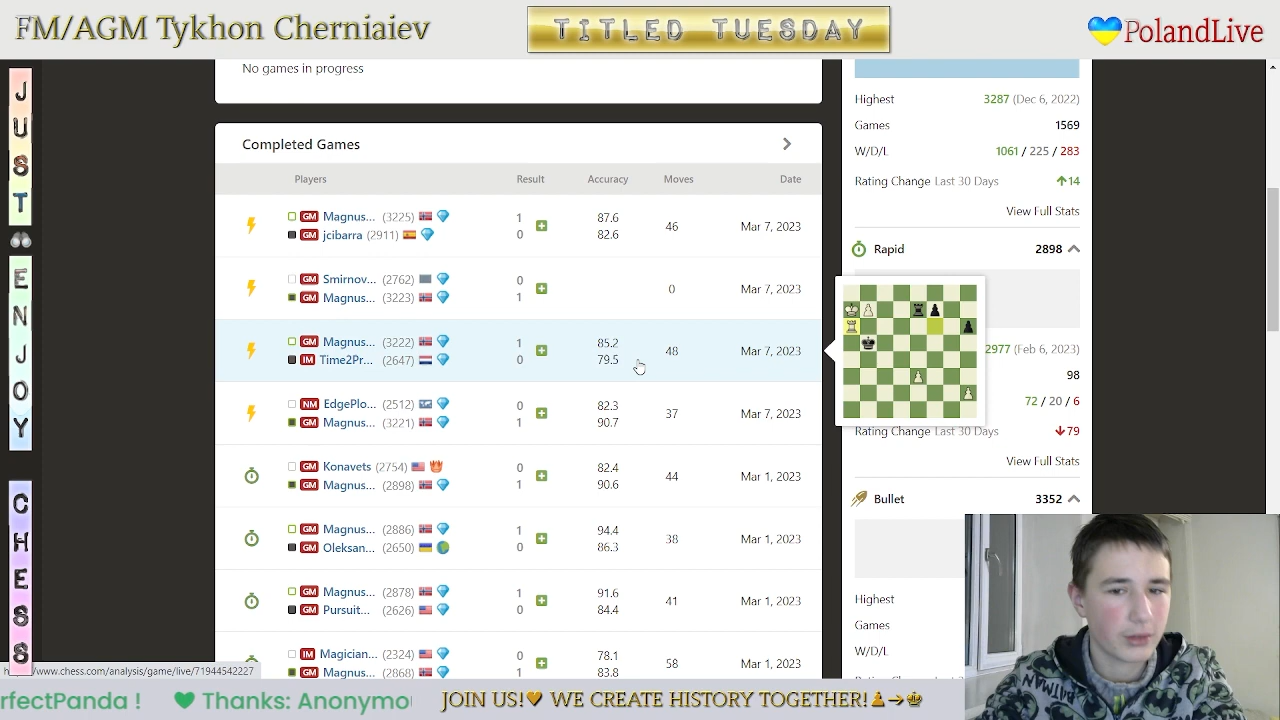 FM/AGM Tykhon Cherniaiev
TITLED TUESDAY
PolandLive
JUST
ENJOY
CHESS
No games in progress
Completed Games
Players Result Accuracy Moves Date
GM Magnus... (3225) 1 87.6
GM jcibarra (2911) 0 82.6
46 Mar 7, 2023
GM Smirnov... (2762) 0
GM Magnus... (3223) 1
0 Mar 7, 2023
GM Magnus... (3222) 1 85.2
IM Time2Pr... (2647) 0 79.5
48 Mar 7, 2023
NM EdgePlo... (2512) 0 82.3
GM Magnus... (3221) 1 90.7
37 Mar 7, 2023
GM Konavets (2754) 0 82.4
GM Magnus... (2898) 1 90.6
44 Mar 1, 2023
GM Magnus... (2886) 1 94.4
GM Oleksan... (2650) 0 86.3
38 Mar 1, 2023
GM Magnus... (2878) 1 91.6
GM Pursuit... (2626) 0 84.4
41 Mar 1, 2023
IM Magician... (2324) 0 78.1
GM Magnus... (2868) 1 83.8
58 Mar 1, 2023
Highest 3287 (Dec 6, 2022)
Games 1569
W/D/L 1061 / 225 / 283
Rating Change Last 30 Days 14
View Full Stats
Rapid 2898
2977 (Feb 6, 2023)
98
72 / 20 / 6
Rating Change Last 30 Days 79
View Full Stats
Bullet 3352
Highest
Games
W/D/L
BATMAN
www.chess.com/analysis/game/live/71944542227
rfectPanda !
Thanks: Anonymo
JOIN US! WE CREATE HISTORY TOGETHER!